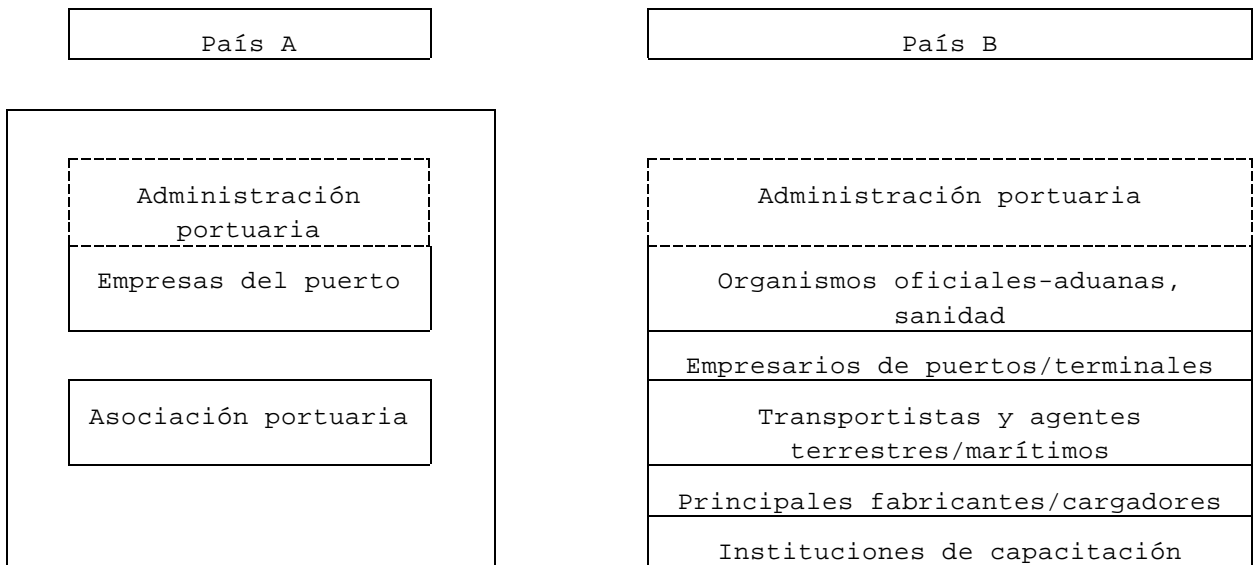 País A
País B
Administración
portuaria
Empresas del puerto
Asociación portuaria
Administración portuaria
Organismos oficiales-aduanas,
sanidad
Empresarios de puertos/terminales
Transportistas y agentes
terrestres/marítimos
Principales fabricantes/cargadores
Instituciones de capacitación